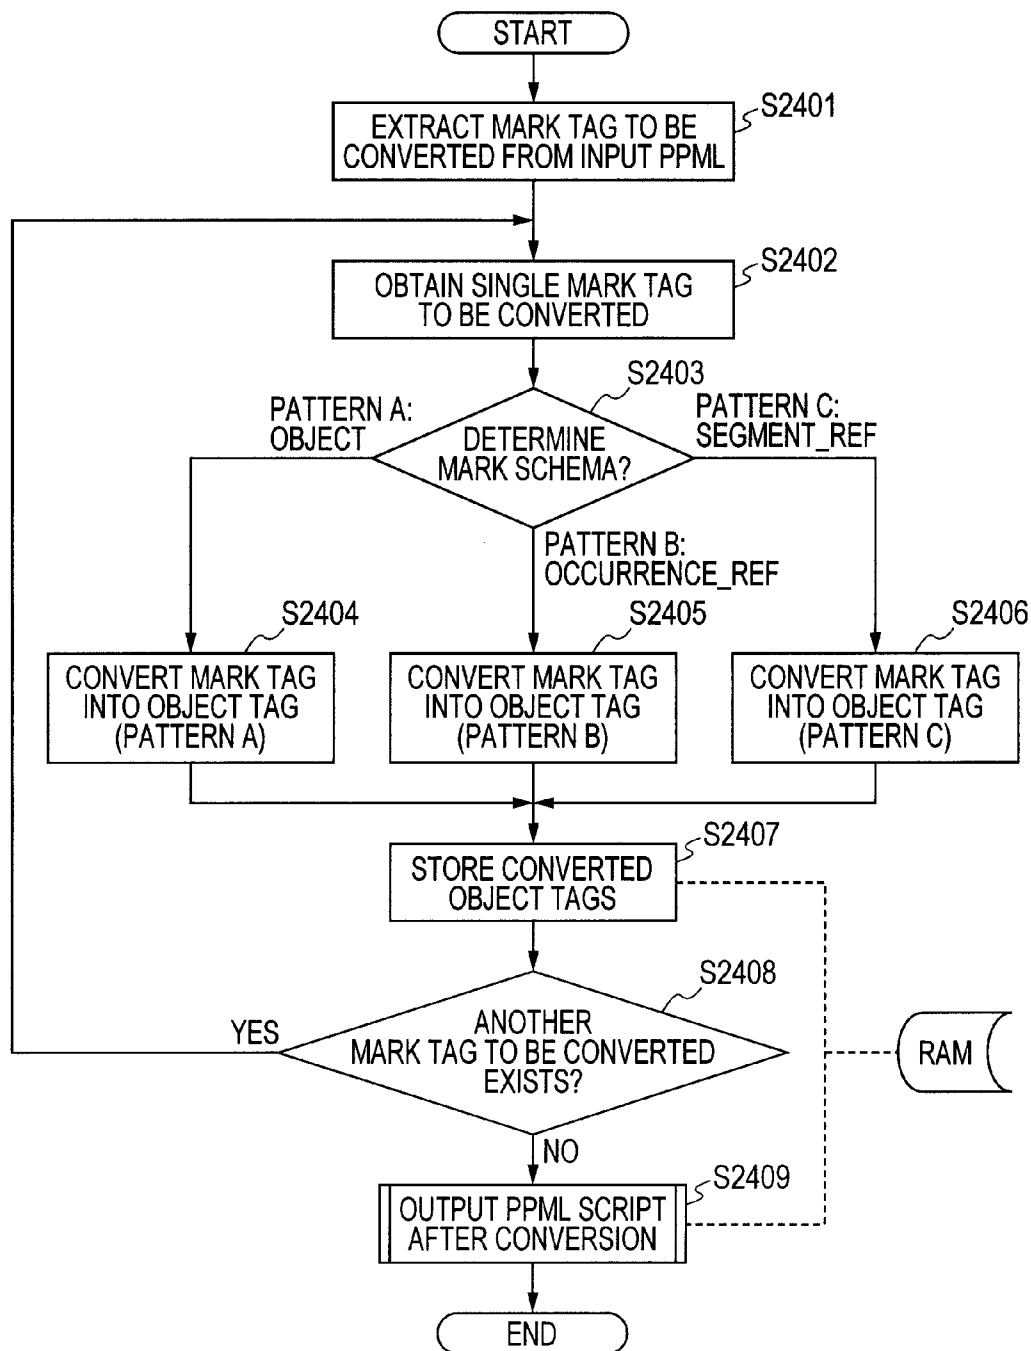 START
S2401
EXTRACT MARK TAG TO BE
CONVERTED FROM INPUT PPML
S2402
OBTAIN SINGLE MARK TAG
TO BE CONVERTED
S2403
PATTERN A:
OBJECT
DETERMINE
MARK SCHEMA?
PATTERN C:
SEGMENT_REF
PATTERN B:
OCCURRENCE_REF
S2404
CONVERT MARK TAG
INTO OBJECT TAG
(PATTERN A)
S2405
CONVERT MARK TAG
INTO OBJECT TAG
(PATTERN B)
S2406
CONVERT MARK TAG
INTO OBJECT TAG
(PATTERN C)
S2407
STORE CONVERTED
OBJECT TAGS
S2408
YES
ANOTHER
MARK TAG TO BE CONVERTED
EXISTS?
RAM
NO
S2409
OUTPUT PPML SCRIPT
AFTER CONVERSION
END